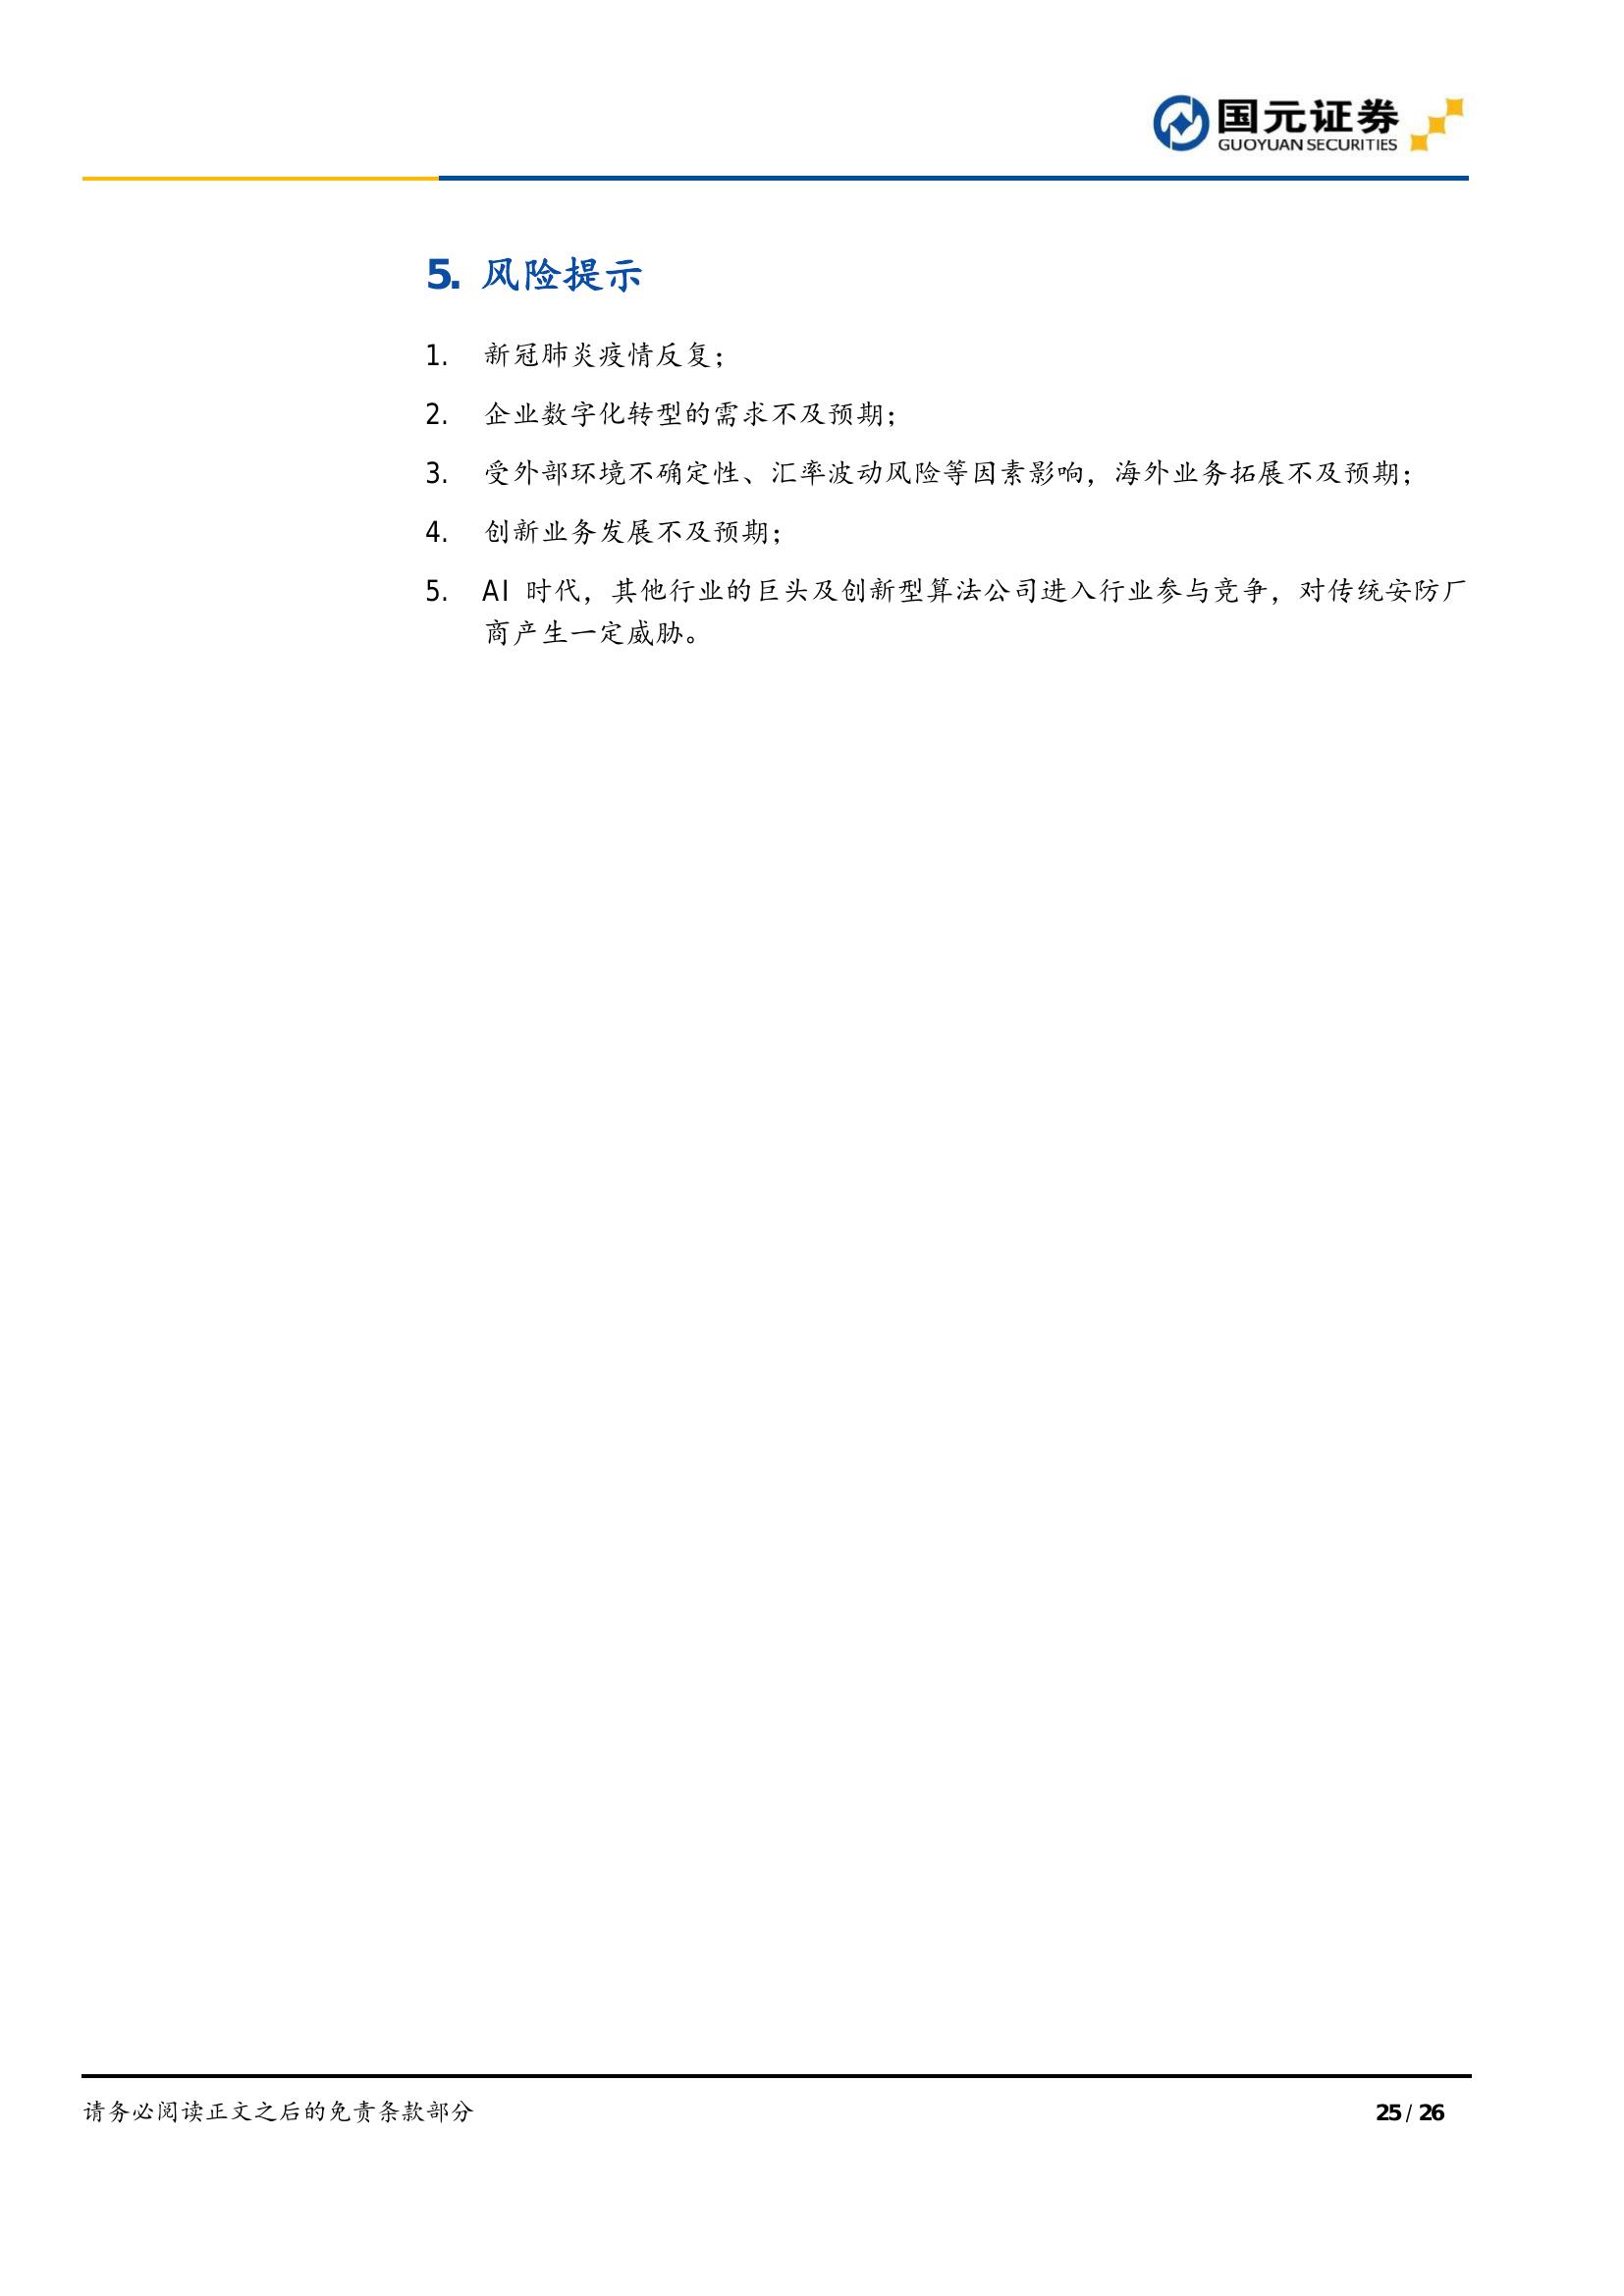 国元证券
GUOYUAN SECURITIES
5. 风险提示
1. 新冠肺炎疫情反复；
2. 企业数字化转型的需求不及预期；
3. 受外部环境不确定性、汇率波动风险等因素影响，海外业务拓展不及预期；
4. 创新业务发展不及预期；
5. AI 时代，其他行业的巨头及创新型算法公司进入行业参与竞争，对传统安防厂
商产生一定威胁。
请务必阅读正文之后的免责条款部分 25 / 26